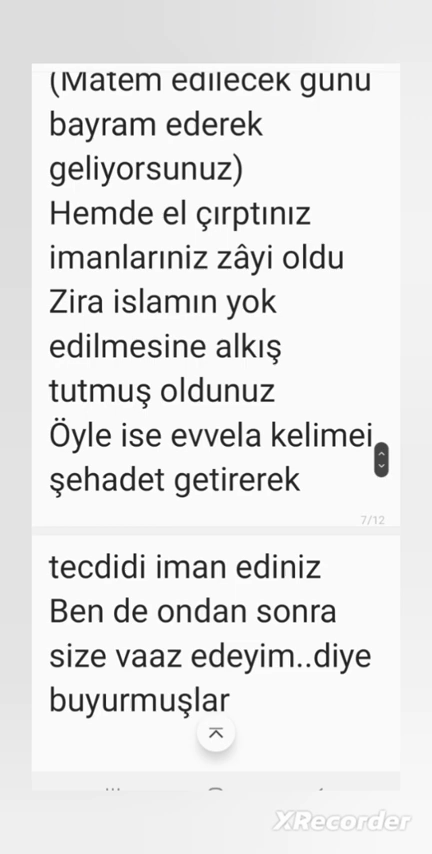 (Matem edilecek günü
bayram ederek
geliyorsunuz)
Hemde el çırptınız
imanlarıniz zâyi oldu
Zira islamın yok
edilmesine alkış
tutmuş oldunuz
Öyle ise evvela kelimei
şehadet getirerek
7/12
tecdidi iman ediniz
Ben de ondan sonra
size vaaz edeyim..diye
buyurmuşlar
XRecorder